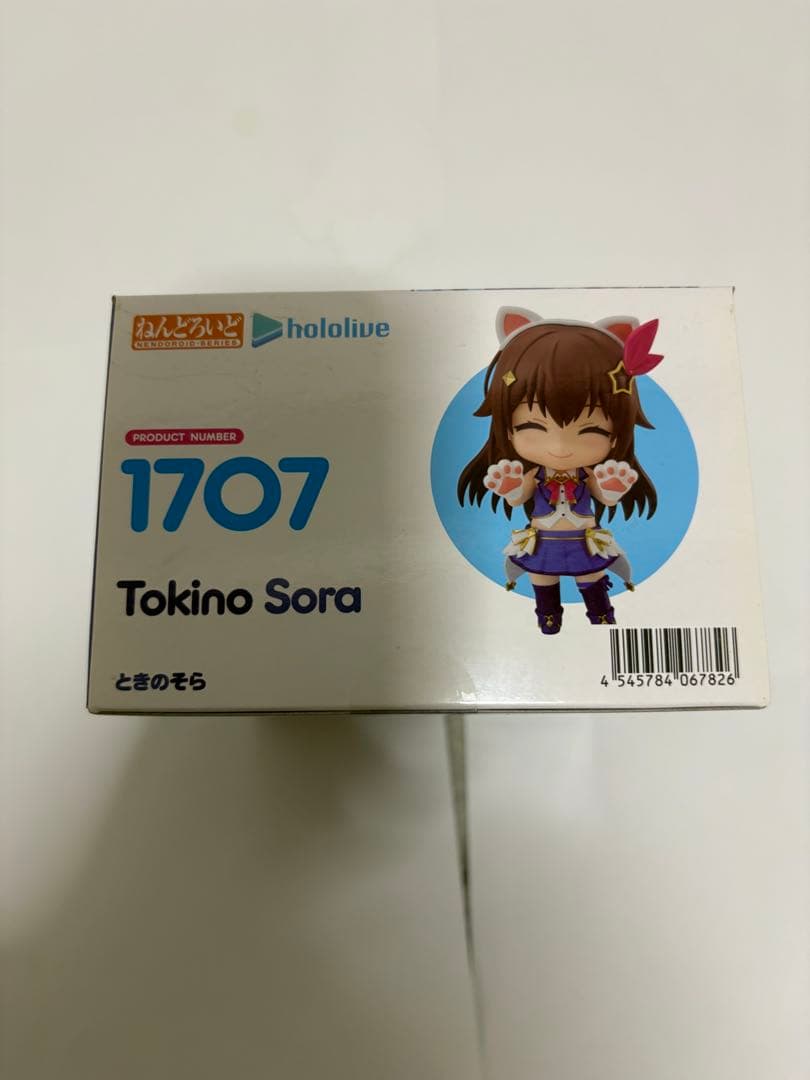 ねんどろいど
NENDOROID SERIES
hololive
PRODUCT NUMBER
1707
Tokino Sora
ときのそら
4 545784 067826